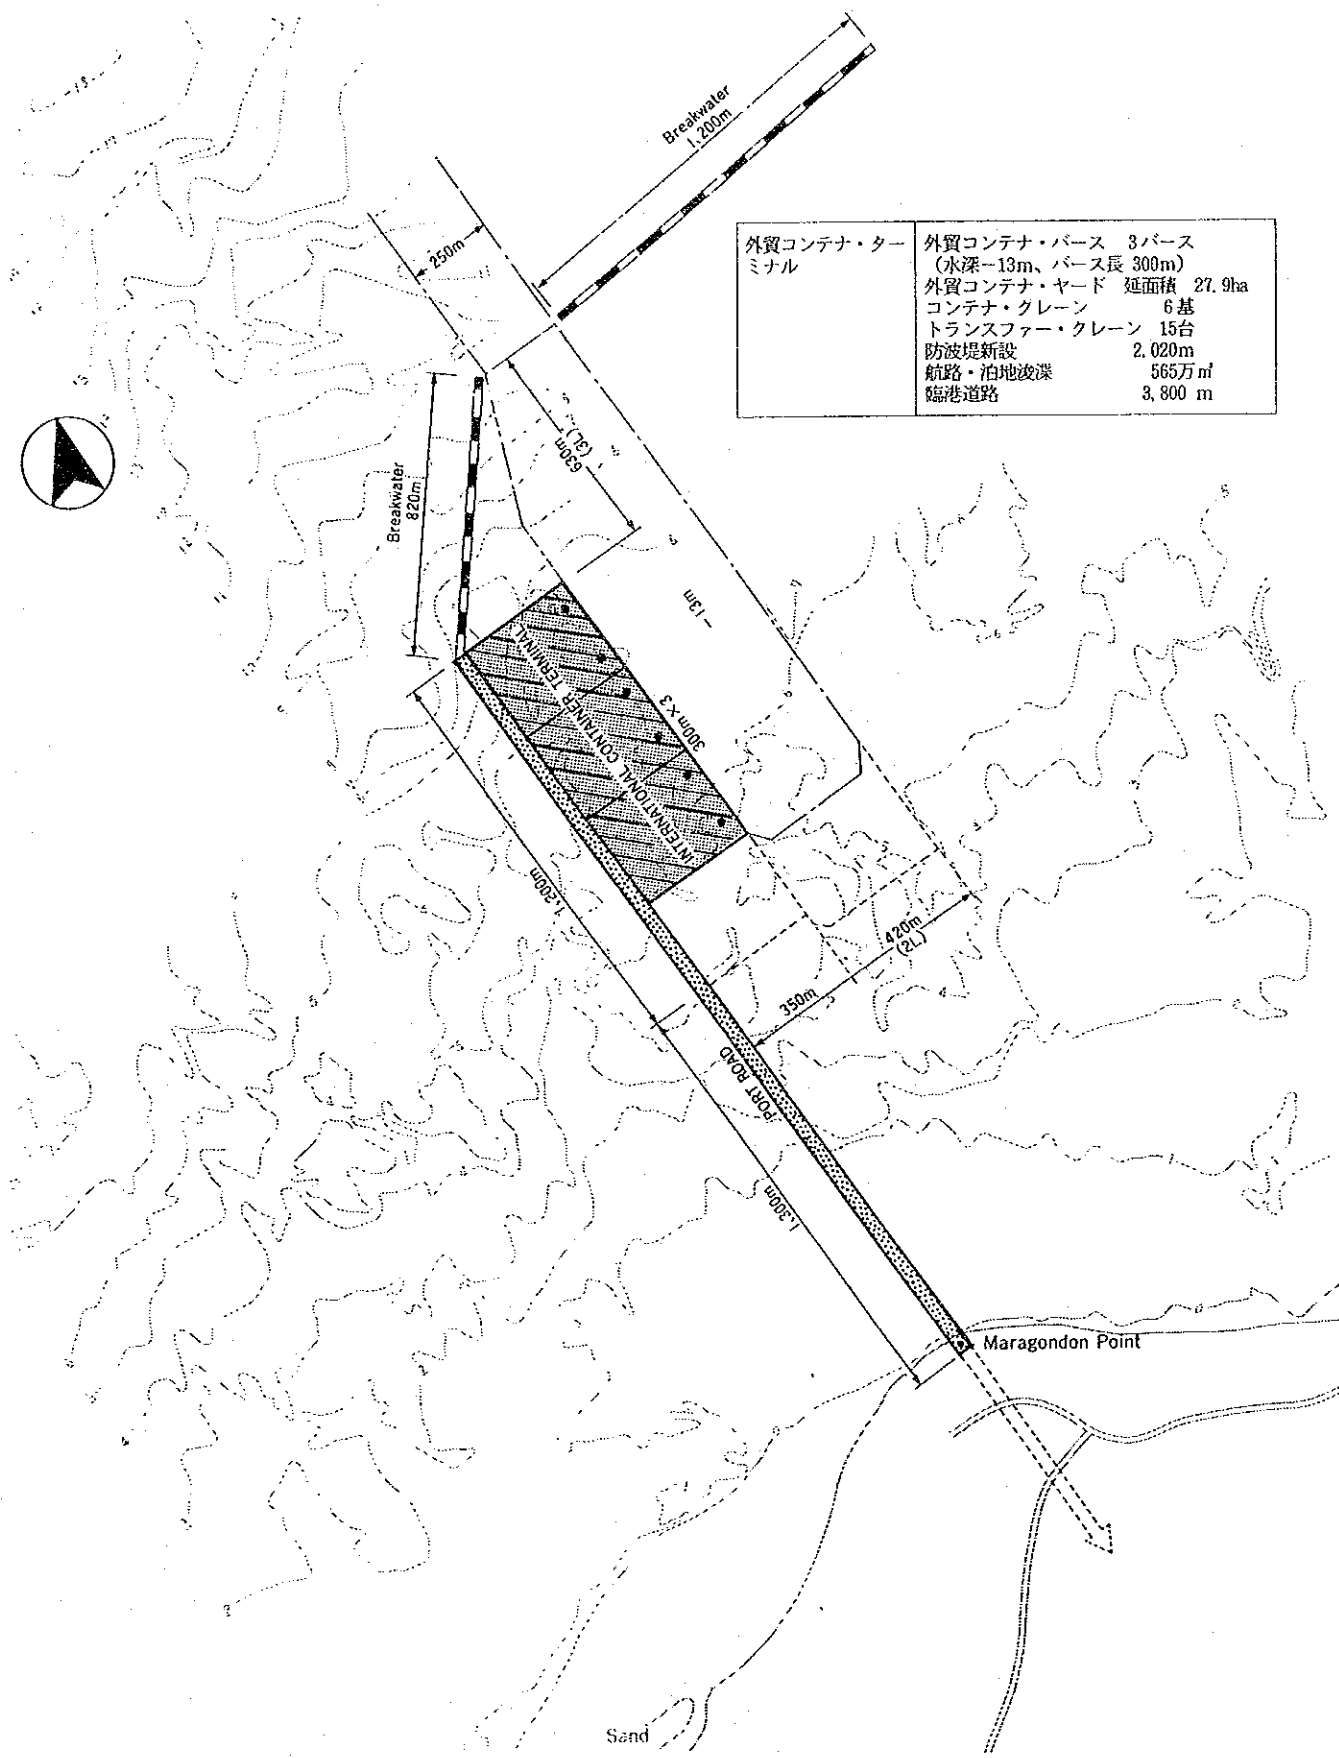 Breakwater
1,200m
250m
外貿コンテナ・ター
ミナル
外貿コンテナ・バース 3バース
(水深−13m、バース長 300m)
外貿コンテナ・ヤード 延面積 27.9ha
コンテナ・クレーン 6基
トランスファー・クレーン 15台
防波堤新設 2,020m
航路・泊地浚渫 565万㎥
臨港道路 3,800 m
630m
(3L)
Breakwater
820m
−13m
INTERNATIONAL CONTAINER TERMINAL
300m×3
1,200m
420m
(2L)
350m
PORT ROAD
1,300m
Maragondon Point
Sand